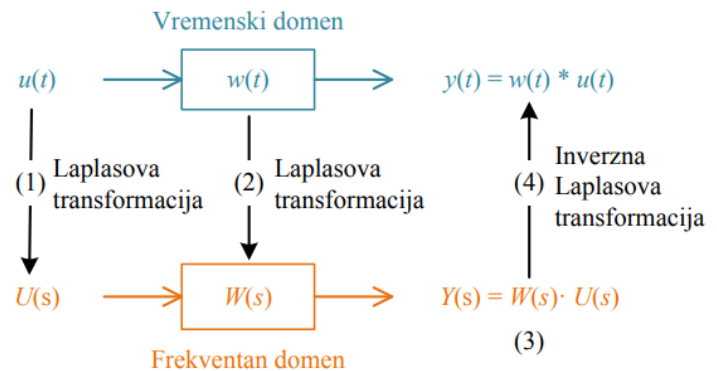 Vremenski domen
u(t)
w(t)
y(t) = w(t) * u(t)
(1)
Laplasova
transformacija
(2)
Laplasova
transformacija
(4)
Inverzna
Laplasova
transformacija
U(s)
W(s)
Y(s) = W(s)· U(s)
(3)
Frekventan domen